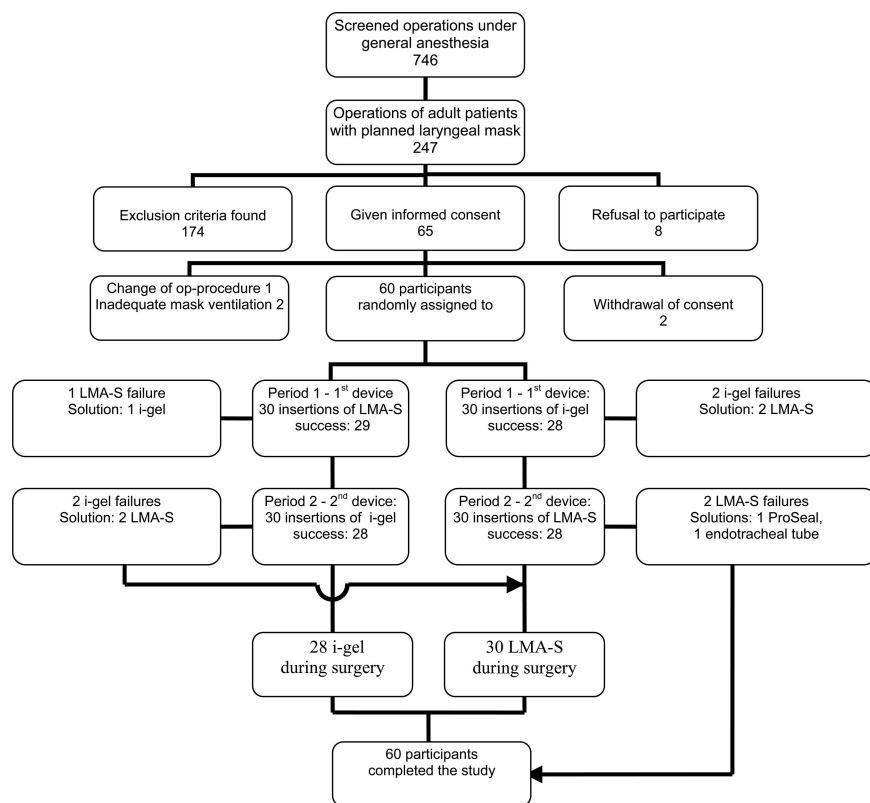 Screened operations under
general anesthesia
746
Operations of adult patients
with planned laryngeal mask
247
Exclusion criteria found
174
Given informed consent
65
Refusal to participate
8
Change of op-procedure 1
Inadequate mask ventilation 2
60 participants
randomly assigned to
Withdrawal of consent
2
1 LMA-S failure
Solution: 1 i-gel
Period 1 - 1st device
30 insertions of LMA-S
success: 29
Period 1 - 1st device:
30 insertions of i-gel
success: 28
2 i-gel failures
Solution: 2 LMA-S
2 i-gel failures
Solution: 2 LMA-S
Period 2 - 2nd device:
30 insertions of i-gel
success: 28
Period 2 - 2nd device:
30 insertions of LMA-S
success: 28
2 LMA-S failures
Solutions: 1 ProSeal,
1 endotracheal tube
28 i-gel
during surgery
30 LMA-S
during surgery
60 participants
completed the study